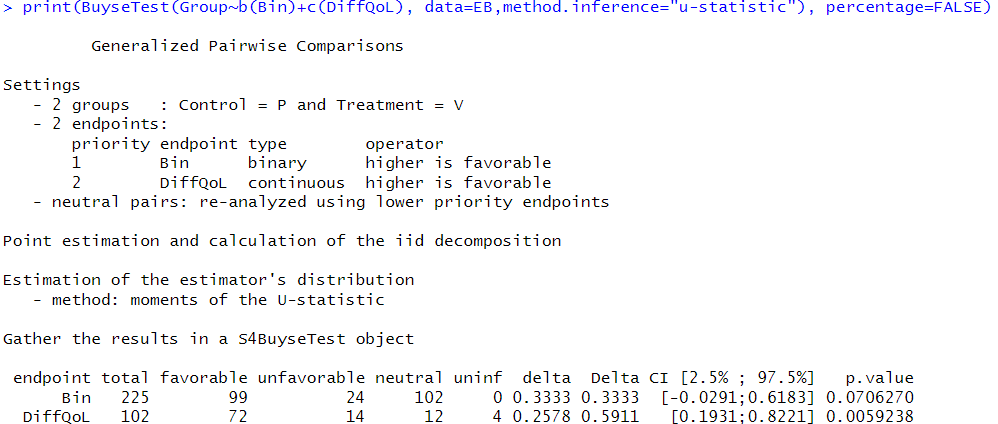 > print(BuyseTest(Group~b(Bin)+c(DiffQoL), data=EB,method.inference="u-statistic"), percentage=FALSE)
Generalized Pairwise Comparisons
Settings
- 2 groups : Control = P and Treatment = V
- 2 endpoints:
priority endpoint type operator
1 Bin binary higher is favorable
2 DiffQoL continuous higher is favorable
- neutral pairs: re-analyzed using lower priority endpoints
Point estimation and calculation of the iid decomposition
Estimation of the estimator's distribution
- method: moments of the U-statistic
Gather the results in a S4BuyseTest object
endpoint total favorable unfavorable neutral uninf delta Delta CI [2.5% ; 97.5%] p.value
Bin 225 99 24 102 0 0.3333 0.3333 [-0.0291;0.6183] 0.0706270
DiffQoL 102 72 14 12 4 0.2578 0.5911 [0.1931;0.8221] 0.0059238